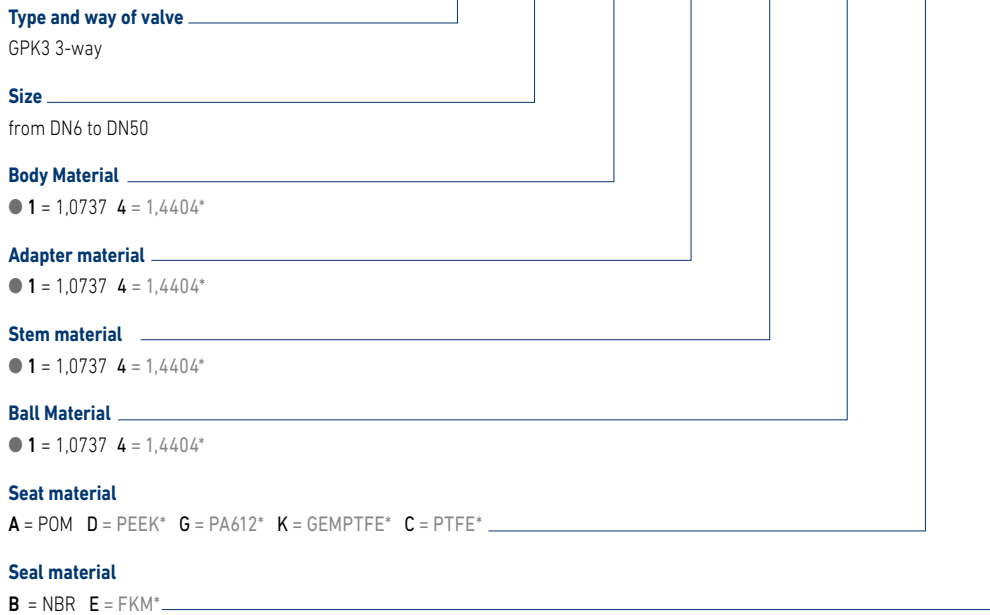 Type and way of valve
GPK3 3-way
Size
from DN6 to DN50
Body Material
● 1 = 1,0737 4 = 1,4404*
Adapter material
● 1 = 1,0737 4 = 1,4404*
Stem material
● 1 = 1,0737 4 = 1,4404*
Ball Material
● 1 = 1,0737 4 = 1,4404*
Seat material
A = POM D = PEEK* G = PA612* K = GEMPTFE* C = PTFE*
Seal material
B = NBR E = FKM*